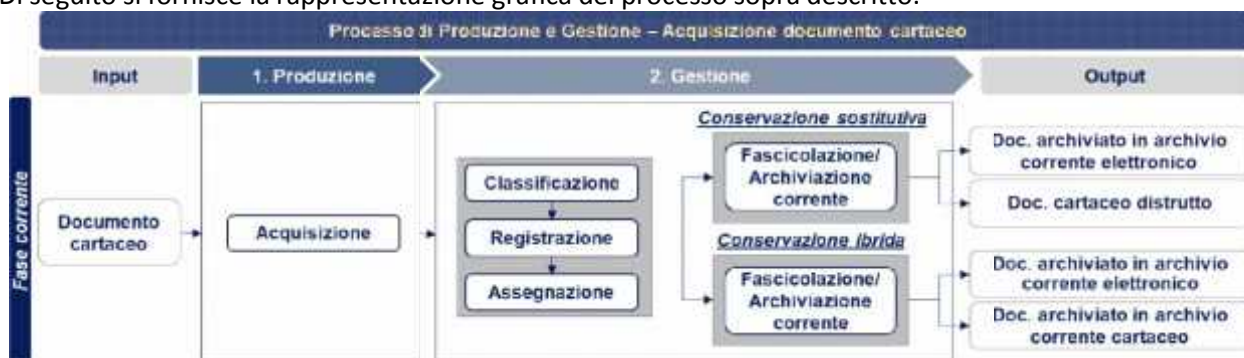 Di seguito si fornisce la rappresentazione grafica del processo sopra descritto:
Processo di Produzione e Gestione – Acquisizione documento cartaceo
Input
1. Produzione
2. Gestione
Output
Fase corrente
Documento
cartaceo
Acquisizione
Classificazione
Registrazione
Assegnazione
Conservazione sostitutiva
Fascicolazione/
Archiviazione
corrente
Conservazione ibrida
Fascicolazione/
Archiviazione
corrente
Doc. archiviato in archivio
corrente elettronico
Doc. cartaceo distrutto
Doc. archiviato in archivio
corrente elettronico
Doc. archiviato in archivio
corrente cartaceo